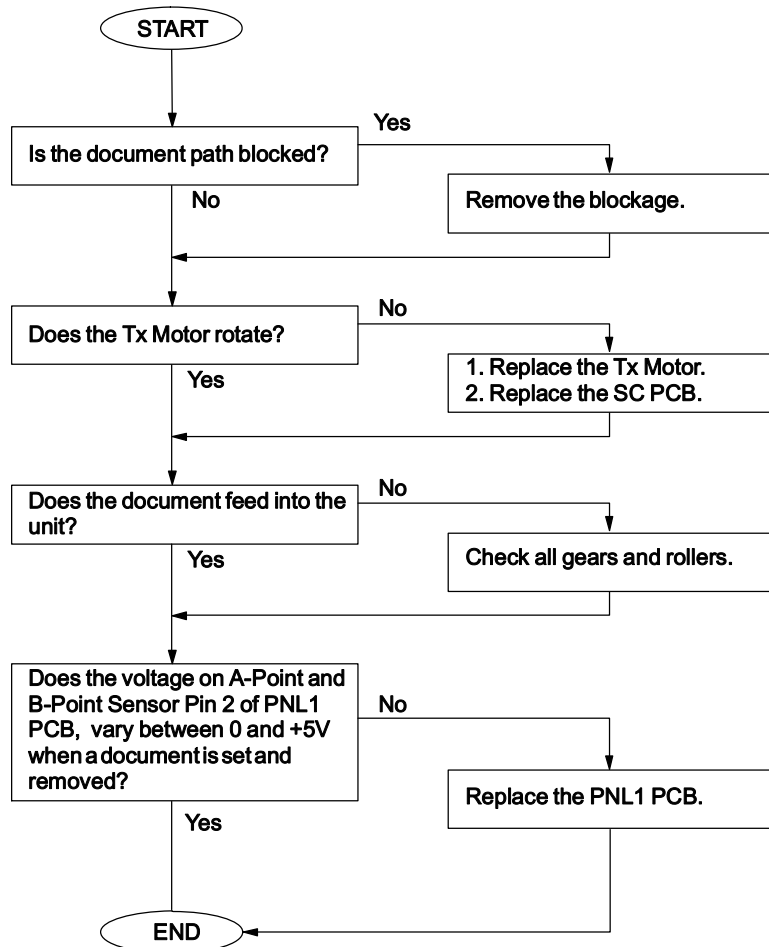 START
Is the document path blocked?
Yes
No
Remove the blockage.
Does the Tx Motor rotate?
No
Yes
1. Replace the Tx Motor.
2. Replace the SC PCB.
Does the document feed into the
unit?
No
Yes
Check all gears and rollers.
Does the voltage on A-Point and
B-Point Sensor Pin 2 of PNL1
PCB, vary between 0 and +5V
when a document is set and
removed?
No
Yes
Replace the PNL1 PCB.
END